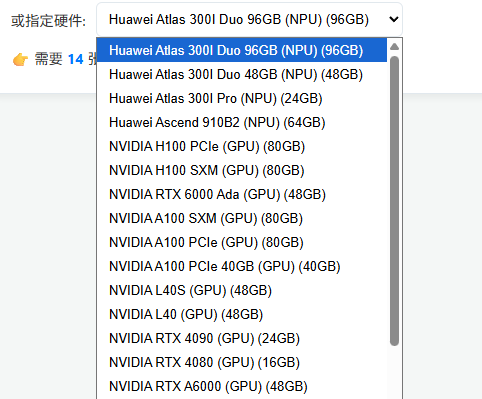 或指定硬件:
Huawei Atlas 300I Duo 96GB (NPU) (96GB)
👉 需要 14 张
Huawei Atlas 300I Duo 96GB (NPU) (96GB)
Huawei Atlas 300I Duo 48GB (NPU) (48GB)
Huawei Atlas 300I Pro (NPU) (24GB)
Huawei Ascend 910B2 (NPU) (64GB)
NVIDIA H100 PCIe (GPU) (80GB)
NVIDIA H100 SXM (GPU) (80GB)
NVIDIA RTX 6000 Ada (GPU) (48GB)
NVIDIA A100 SXM (GPU) (80GB)
NVIDIA A100 PCIe (GPU) (80GB)
NVIDIA A100 PCIe 40GB (GPU) (40GB)
NVIDIA L40S (GPU) (48GB)
NVIDIA L40 (GPU) (48GB)
NVIDIA RTX 4090 (GPU) (24GB)
NVIDIA RTX 4080 (GPU) (16GB)
NVIDIA RTX A6000 (GPU) (48GB)